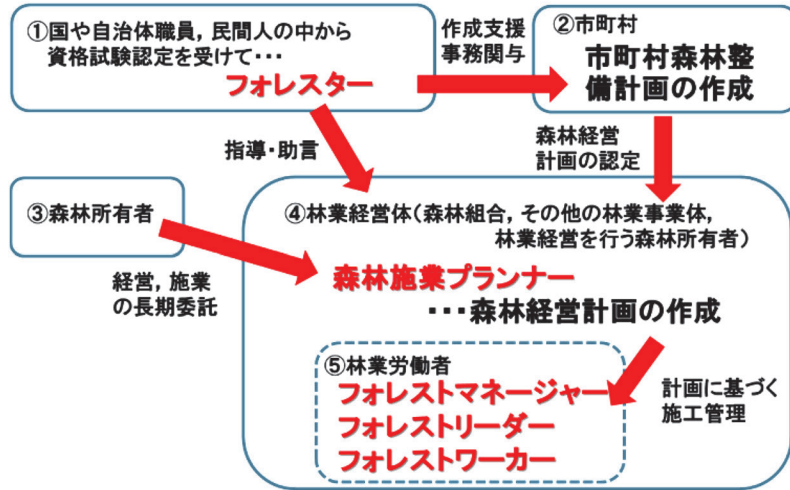 ①国や自治体職員，民間人の中から
資格試験認定を受けて・・・
フォレスター
作成支援
事務関与
②市町村
市町村森林整
備計画の作成
指導・助言
森林経営
計画の認定
③森林所有者
④林業経営体（森林組合，その他の林業事業体，
林業経営を行う森林所有者）
経営，施業
の長期委託
森林施業プランナー
・・・森林経営計画の作成
⑤林業労働者
フォレストマネージャー
フォレストリーダー
フォレストワーカー
計画に基づく
施工管理